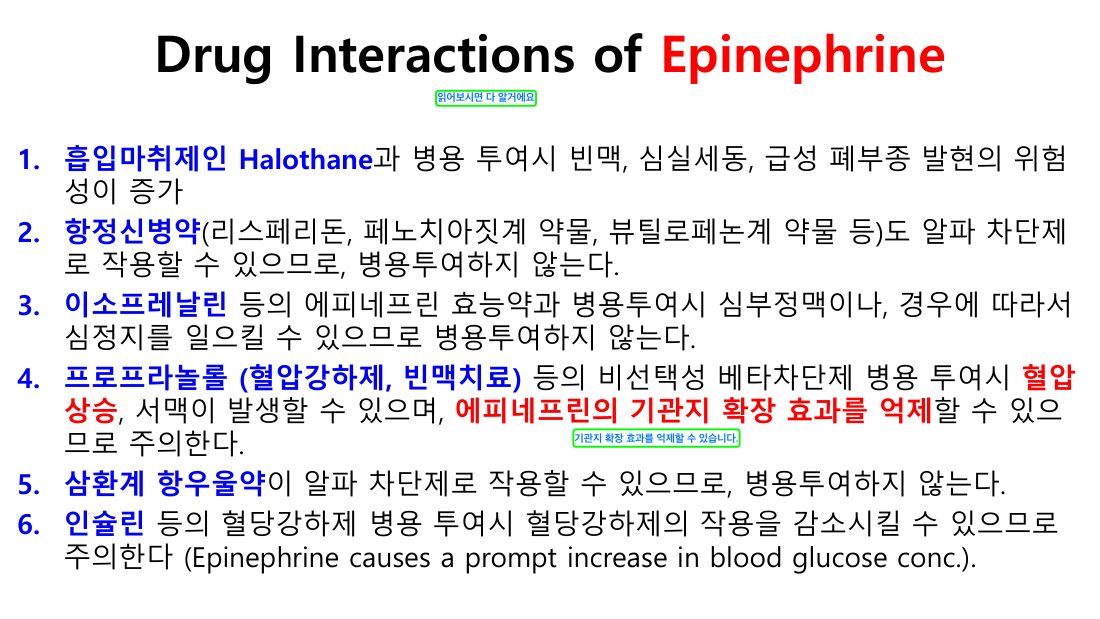 Drug Interactions of Epinephrine
읽어보시면 다 알거에요
1. 흡입마취제인 Halothane과 병용 투여시 빈맥, 심실세동, 급성 폐부종 발현의 위험
성이 증가
2. 항정신병약(리스페리돈, 페노치아짓계 약물, 뷰틸로페논계 약물 등)도 알파 차단제
로 작용할 수 있으므로, 병용투여하지 않는다.
3. 이소프레날린 등의 에피네프린 효능약과 병용투여시 심부정맥이나, 경우에 따라서
심정지를 일으킬 수 있으므로 병용투여하지 않는다.
4. 프로프라놀롤 (혈압강하제, 빈맥치료) 등의 비선택성 베타차단제 병용 투여시 혈압
상승, 서맥이 발생할 수 있으며, 에피네프린의 기관지 확장 효과를 억제할 수 있으
므로 주의한다.
기관지 확장 효과를 억제할 수 있습니다.
5. 삼환계 항우울약이 알파 차단제로 작용할 수 있으므로, 병용투여하지 않는다.
6. 인슐린 등의 혈당강하제 병용 투여시 혈당강하제의 작용을 감소시킬 수 있으므로
주의한다 (Epinephrine causes a prompt increase in blood glucose conc.).